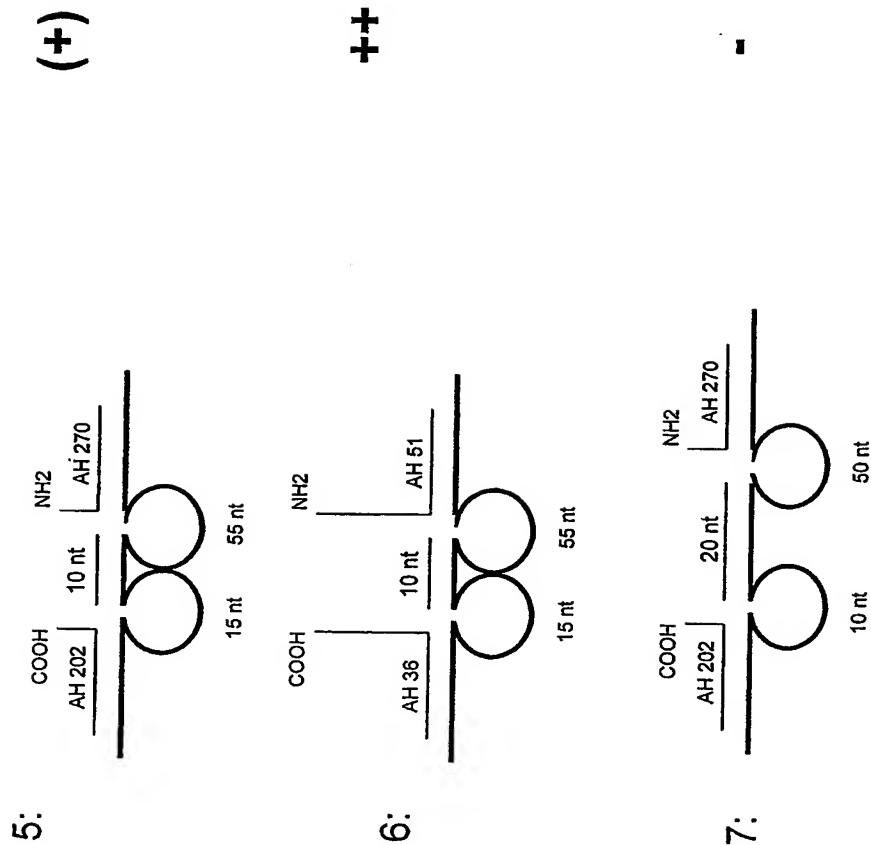 5:
COOH NH2
AH 202 10 nt AH 270
15 nt 55 nt
(+)
6:
COOH NH2
AH 36 10 nt AH 51
15 nt 55 nt
++
7:
COOH NH2
AH 202 20 nt AH 270
10 nt 50 nt
-